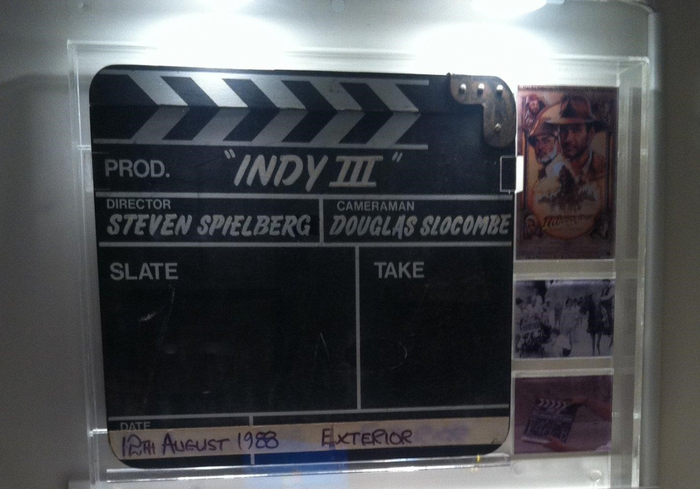 PROD. "INDY III"
DIRECTOR CAMERAMAN
STEVEN SPIELBERG DOUGLAS SLOCOMBE
SLATE TAKE
DATE
12TH AUGUST 1988 EXTERIOR